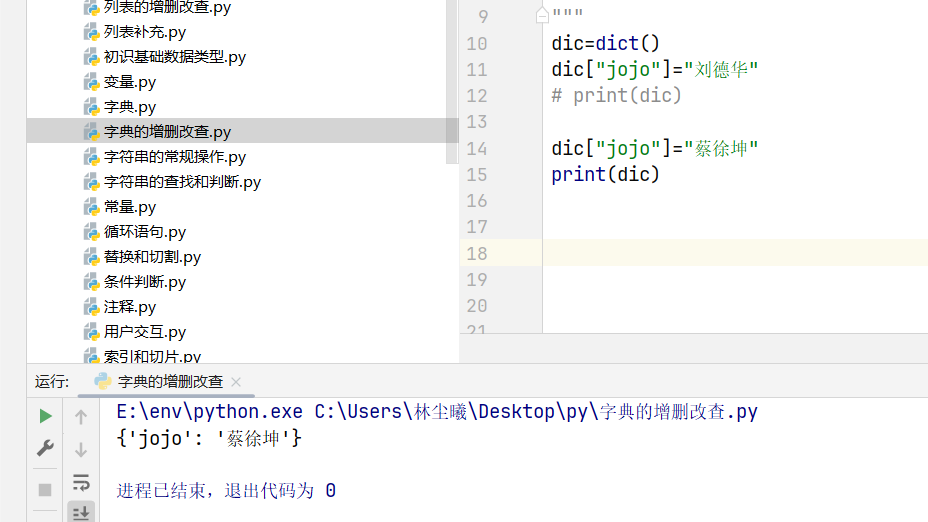 列表的增删改查.py
列表补充.py
初识基础数据类型.py
变量.py
字典.py
字典的增删改查.py
字符串的常规操作.py
字符串的查找和判断.py
常量.py
循环语句.py
替换和切割.py
条件判断.py
注释.py
用户交互.py
索引和切片.py
9 """
10 dic=dict()
11 dic["jojo"]="刘德华"
12 # print(dic)
13
14 dic["jojo"]="蔡徐坤"
15 print(dic)
16
17
18
19
20
21
运行: 字典的增删改查
E:\env\python.exe C:\Users\林尘曦\Desktop\py\字典的增删改查.py
{'jojo': '蔡徐坤'}
进程已结束，退出代码为 0